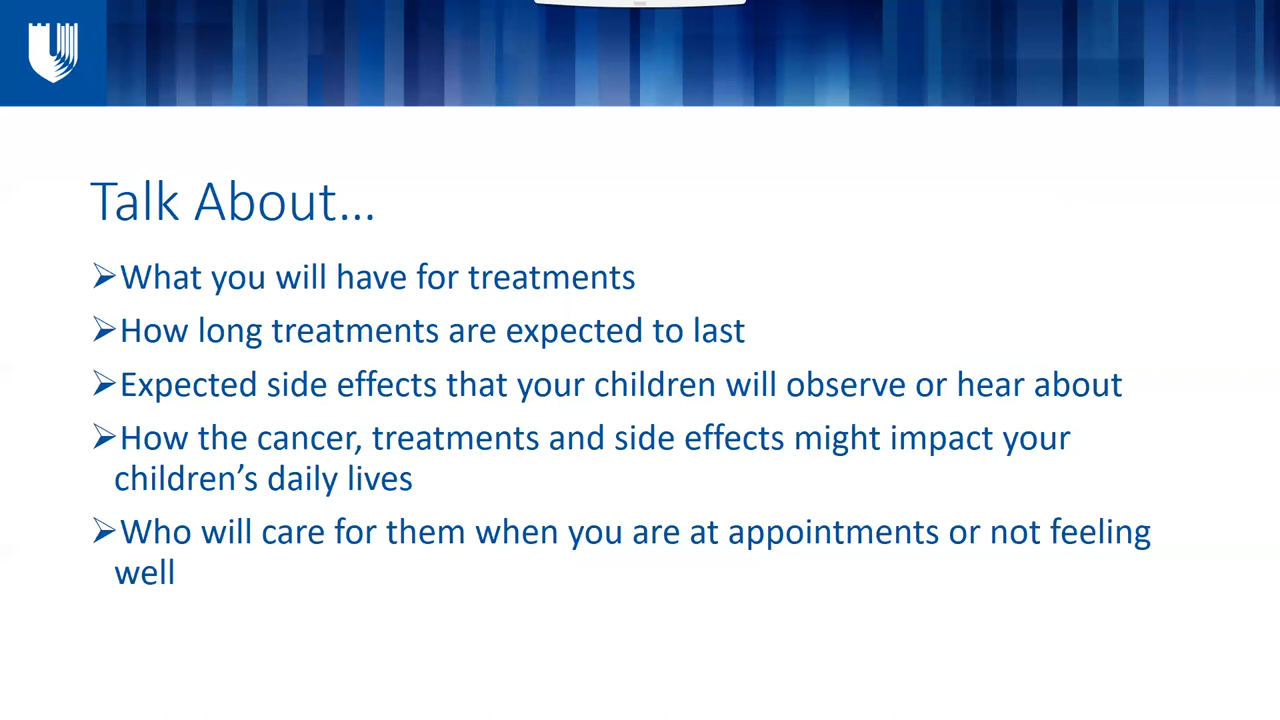 Talk About...
➢What you will have for treatments
➢How long treatments are expected to last
➢Expected side effects that your children will observe or hear about
➢How the cancer, treatments and side effects might impact your
children’s daily lives
➢Who will care for them when you are at appointments or not feeling
well